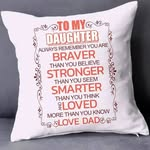 TO MY
DAUGHTER
ALWAYS REMEMBER YOU ARE
BRAVER
THAN YOU BELIEVE
STRONGER
THAN YOU SEEM
SMARTER
THAN YOU THINK
LOVED
MORE THAN YOU KNOW
LOVE DAD